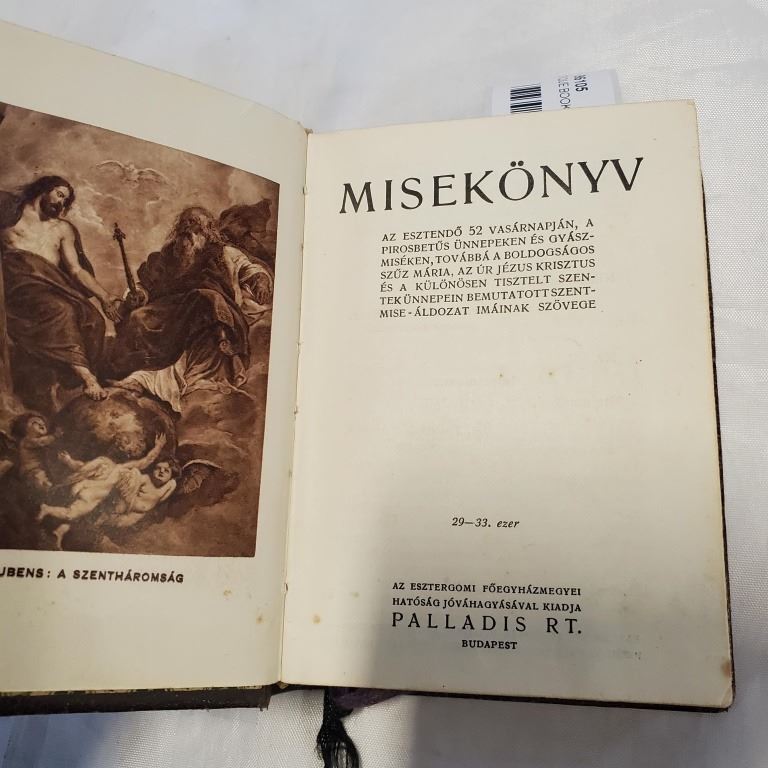 UBENS: A SZENTHÁROMSÁG
MISEKÖNYV
AZ ESZTENDŐ 52 VASÁRNAPJÁN, A
PIROSBETŰS ÜNNEPEKEN ÉS GYÁSZ-
MISÉKEN, TOVÁBBÁ A BOLDOGSÁGOS
SZŰZ MÁRIA, AZ ÚR JÉZUS KRISZTUS
ÉS A KÜLÖNÖSEN TISZTELT SZEN-
TEK ÜNNEPEIN BEMUTATOTT SZENT-
MISE-ÁLDOZAT IMÁINAK SZÖVEGE
29—33. ezer
AZ ESZTERGOMI FŐEGYHÁZMEGYEI
HATÓSÁG JÓVÁHAGYÁSÁVAL KIADJA
PALLADIS RT.
BUDAPEST